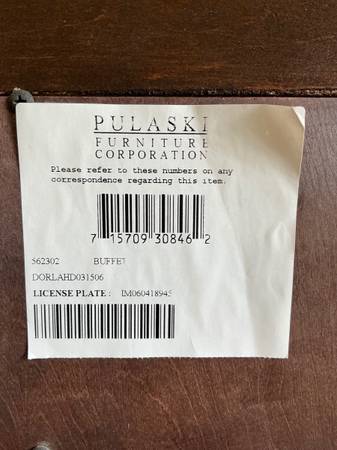 PULASKI
FURNITURE
CORPORATION
Please refer to these numbers on any
correspondence regarding this item.
7 15709 30846 2
562302 BUFFET
DORLAHD031506
LICENSE PLATE : IM060418945